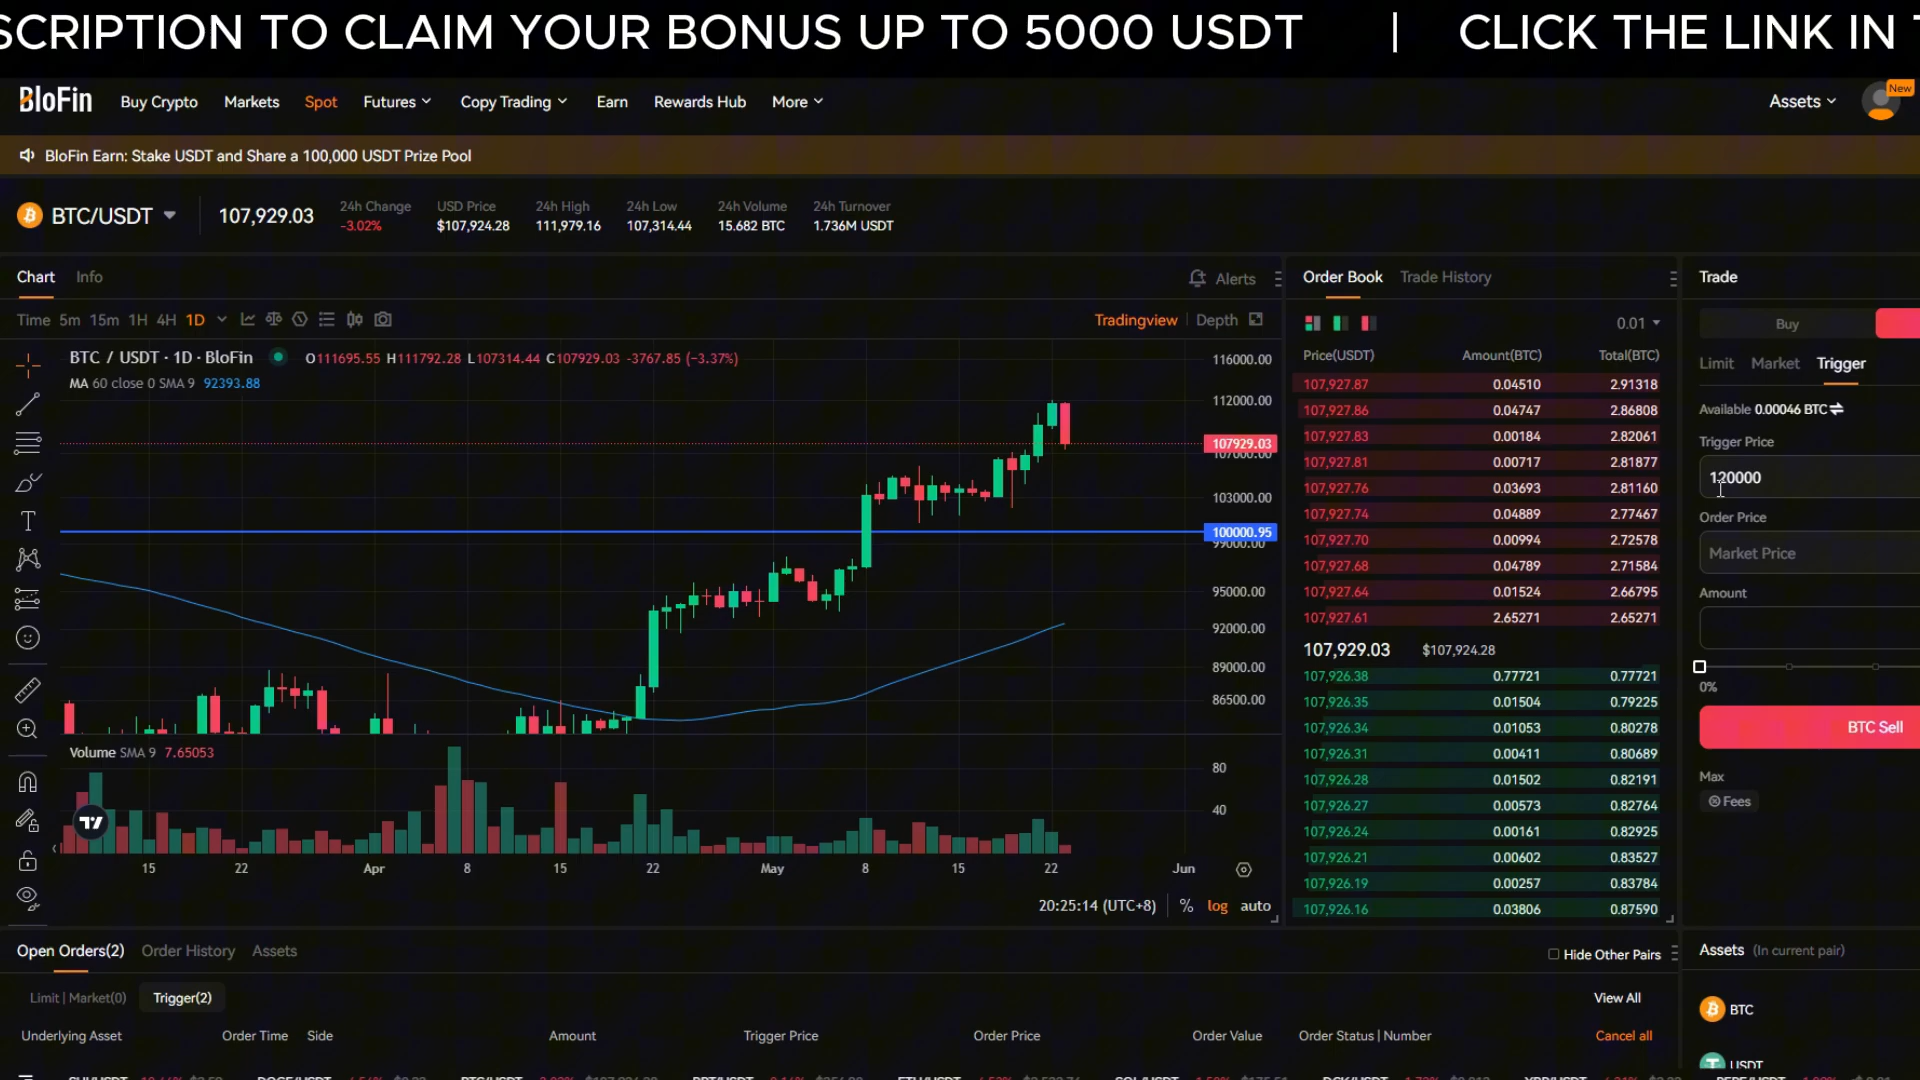 SCRIPTION TO CLAIM YOUR BONUS UP TO 5000 USDT | CLICK THE LINK IN
BloFin Buy Crypto Markets Spot Futures Copy Trading Earn Rewards Hub More Assets New
BloFin Earn: Stake USDT and Share a 100,000 USDT Prize Pool
BTC/USDT 107,929.03
24h Change USD Price 24h High 24h Low 24h Volume 24h Turnover
-3.02% $107,924.28 111,979.16 107,314.44 15.682 BTC 1.736M USDT
Chart Info Alerts
Time 5m 15m 1H 4H 1D Tradingview Depth
BTC / USDT · 1D · BloFin O111695.55 H111792.28 L107314.44 C107929.03 -3767.85 (-3.37%)
MA 60 close 0 SMA 9 92393.88
116000.00
112000.00
107929.03
107000.00
103000.00
100000.95
99000.00
95000.00
92000.00
89000.00
86500.00
Volume SMA 9 7.65053
80
40
15 22 Apr 8 15 22 May 8 15 22 Jun
20:25:14 (UTC+8) % log auto
Order Book Trade History
0.01
Price(USDT) Amount(BTC) Total(BTC)
107,927.87 0.04510 2.91318
107,927.86 0.04747 2.86808
107,927.83 0.00184 2.82061
107,927.81 0.00717 2.81877
107,927.76 0.03693 2.81160
107,927.74 0.04889 2.77467
107,927.70 0.00994 2.72578
107,927.68 0.04789 2.71584
107,927.64 0.01524 2.66795
107,927.61 2.65271 2.65271
107,929.03 $107,924.28
107,926.38 0.77721 0.77721
107,926.35 0.01504 0.79225
107,926.34 0.01053 0.80278
107,926.31 0.00411 0.80689
107,926.28 0.01502 0.82191
107,926.27 0.00573 0.82764
107,926.24 0.00161 0.82925
107,926.21 0.00602 0.83527
107,926.19 0.00257 0.83784
107,926.16 0.03806 0.87590
Trade
Buy
Limit Market Trigger
Available 0.00046 BTC
Trigger Price
120000
Order Price
Market Price
Amount
0%
BTC Sell
Max
Fees
Open Orders(2) Order History Assets Hide Other Pairs
Limit | Market(0) Trigger(2) View All
Underlying Asset Order Time Side Amount Trigger Price Order Price Order Value Order Status | Number Cancel all
Assets (In current pair)
BTC
USDT